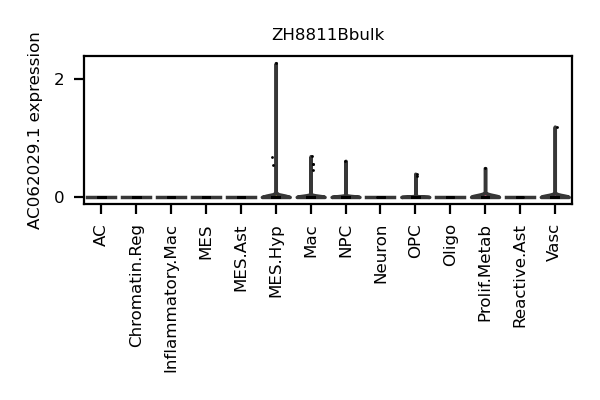 ZH8811Bbulk
AC062029.1 expression
2
0
AC
Chromatin.Reg
Inflammatory.Mac
MES
MES.Ast
MES.Hyp
Mac
NPC
Neuron
OPC
Oligo
Prolif.Metab
Reactive.Ast
Vasc